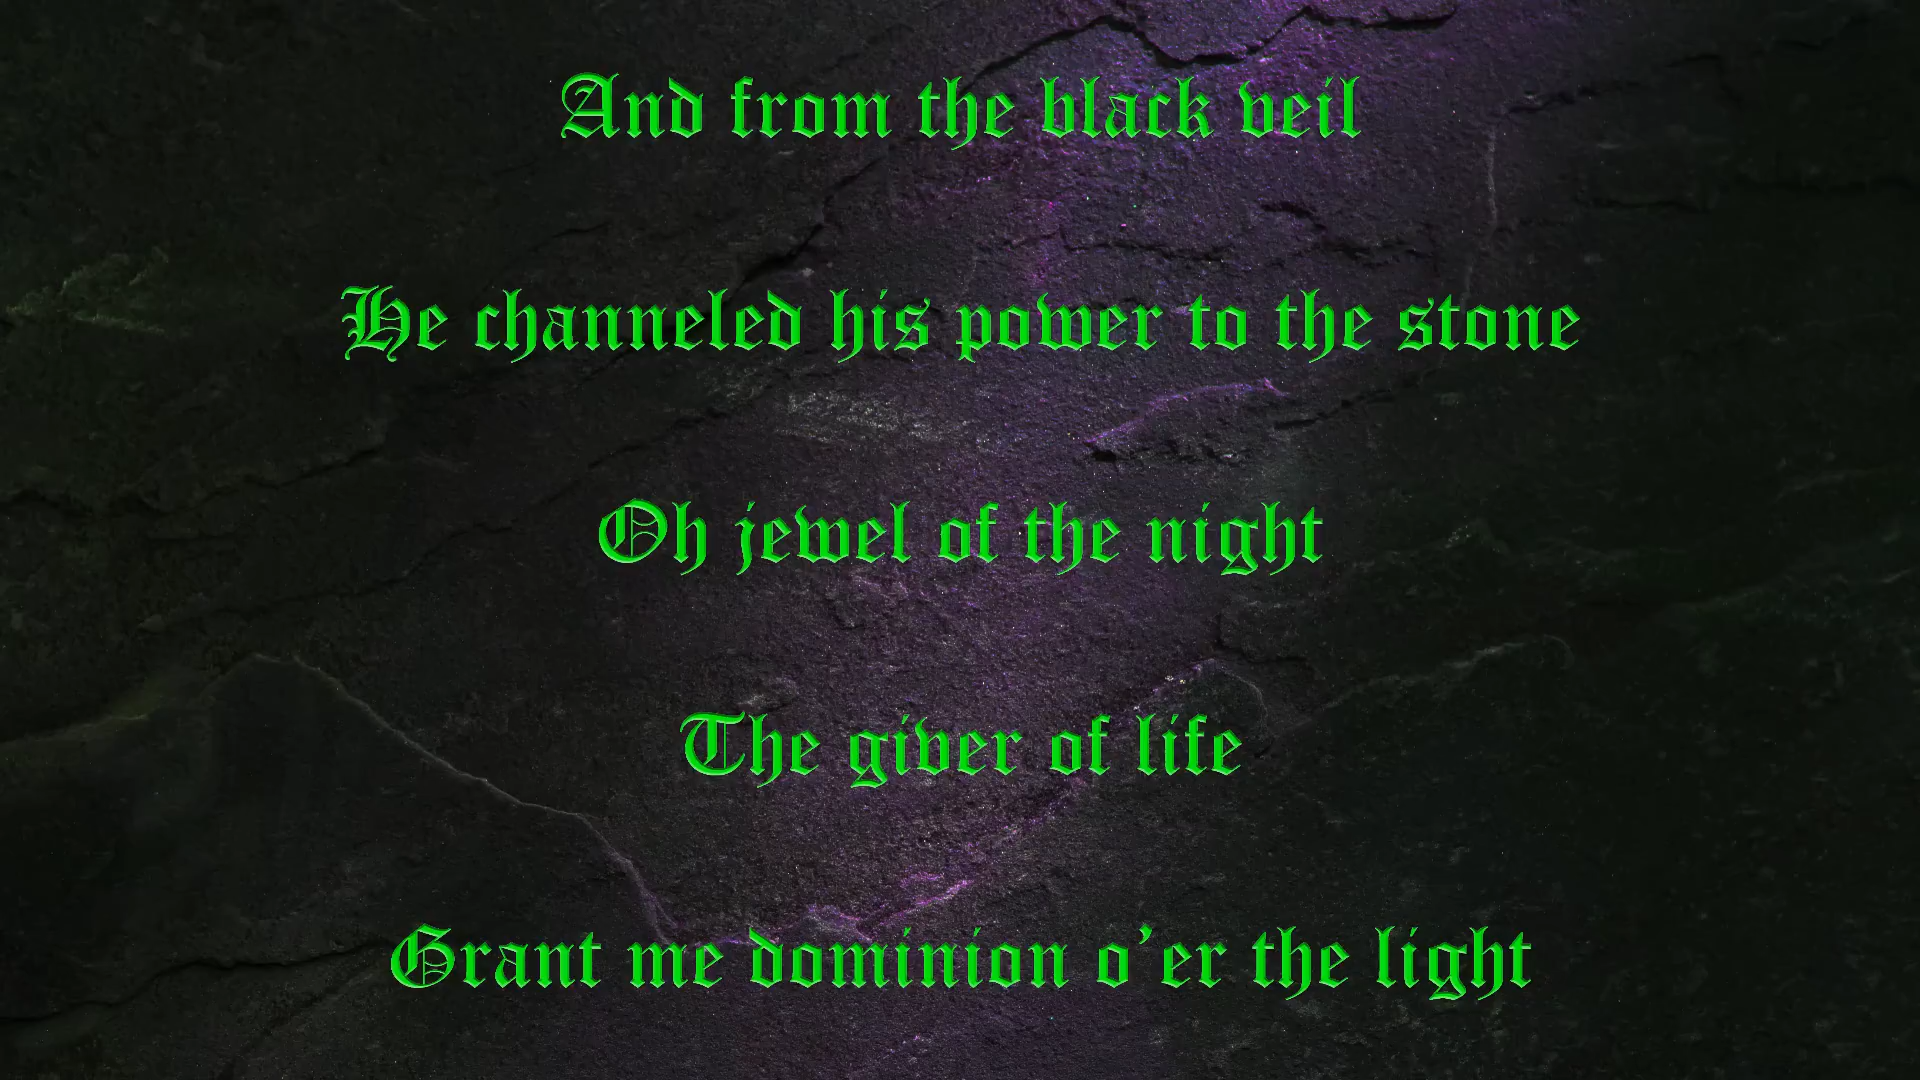 And from the black veil
He channeled his power to the stone
Oh jewel of the night
The giver of life
Grant me dominion o'er the light